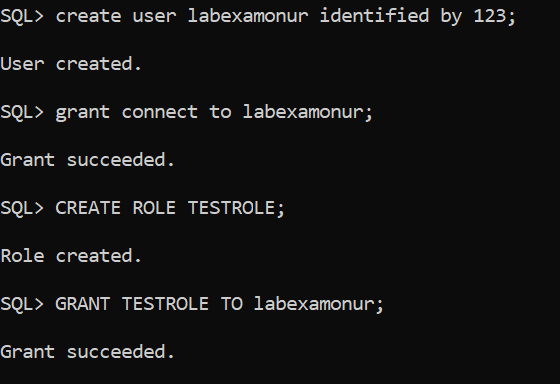 SQL> create user labexamonur identified by 123;
User created.
SQL> grant connect to labexamonur;
Grant succeeded.
SQL> CREATE ROLE TESTROLE;
Role created.
SQL> GRANT TESTROLE TO labexamonur;
Grant succeeded.